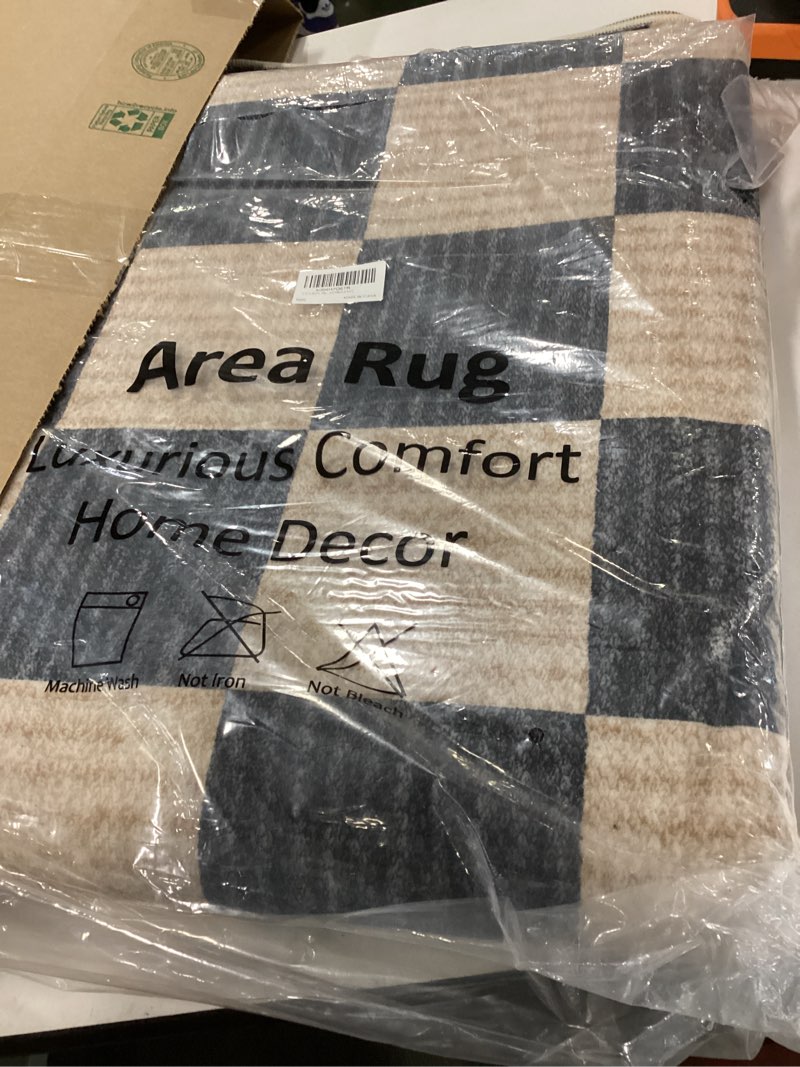 Area Rug
Luxurious Comfort
Home Decor
Machine Wash
Not Iron
Not Bleach